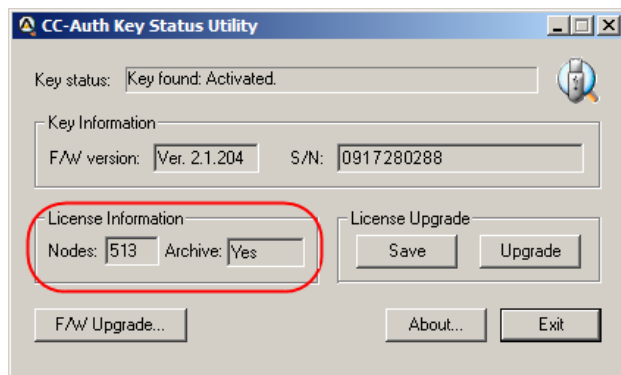 CC-Auth Key Status Utility
Key status: Key found: Activated.
Key Information
F/W version: Ver. 2.1.204 S/N: 0917280288
License Information
Nodes: 513 Archive: Yes
License Upgrade
Save Upgrade
F/W Upgrade... About... Exit